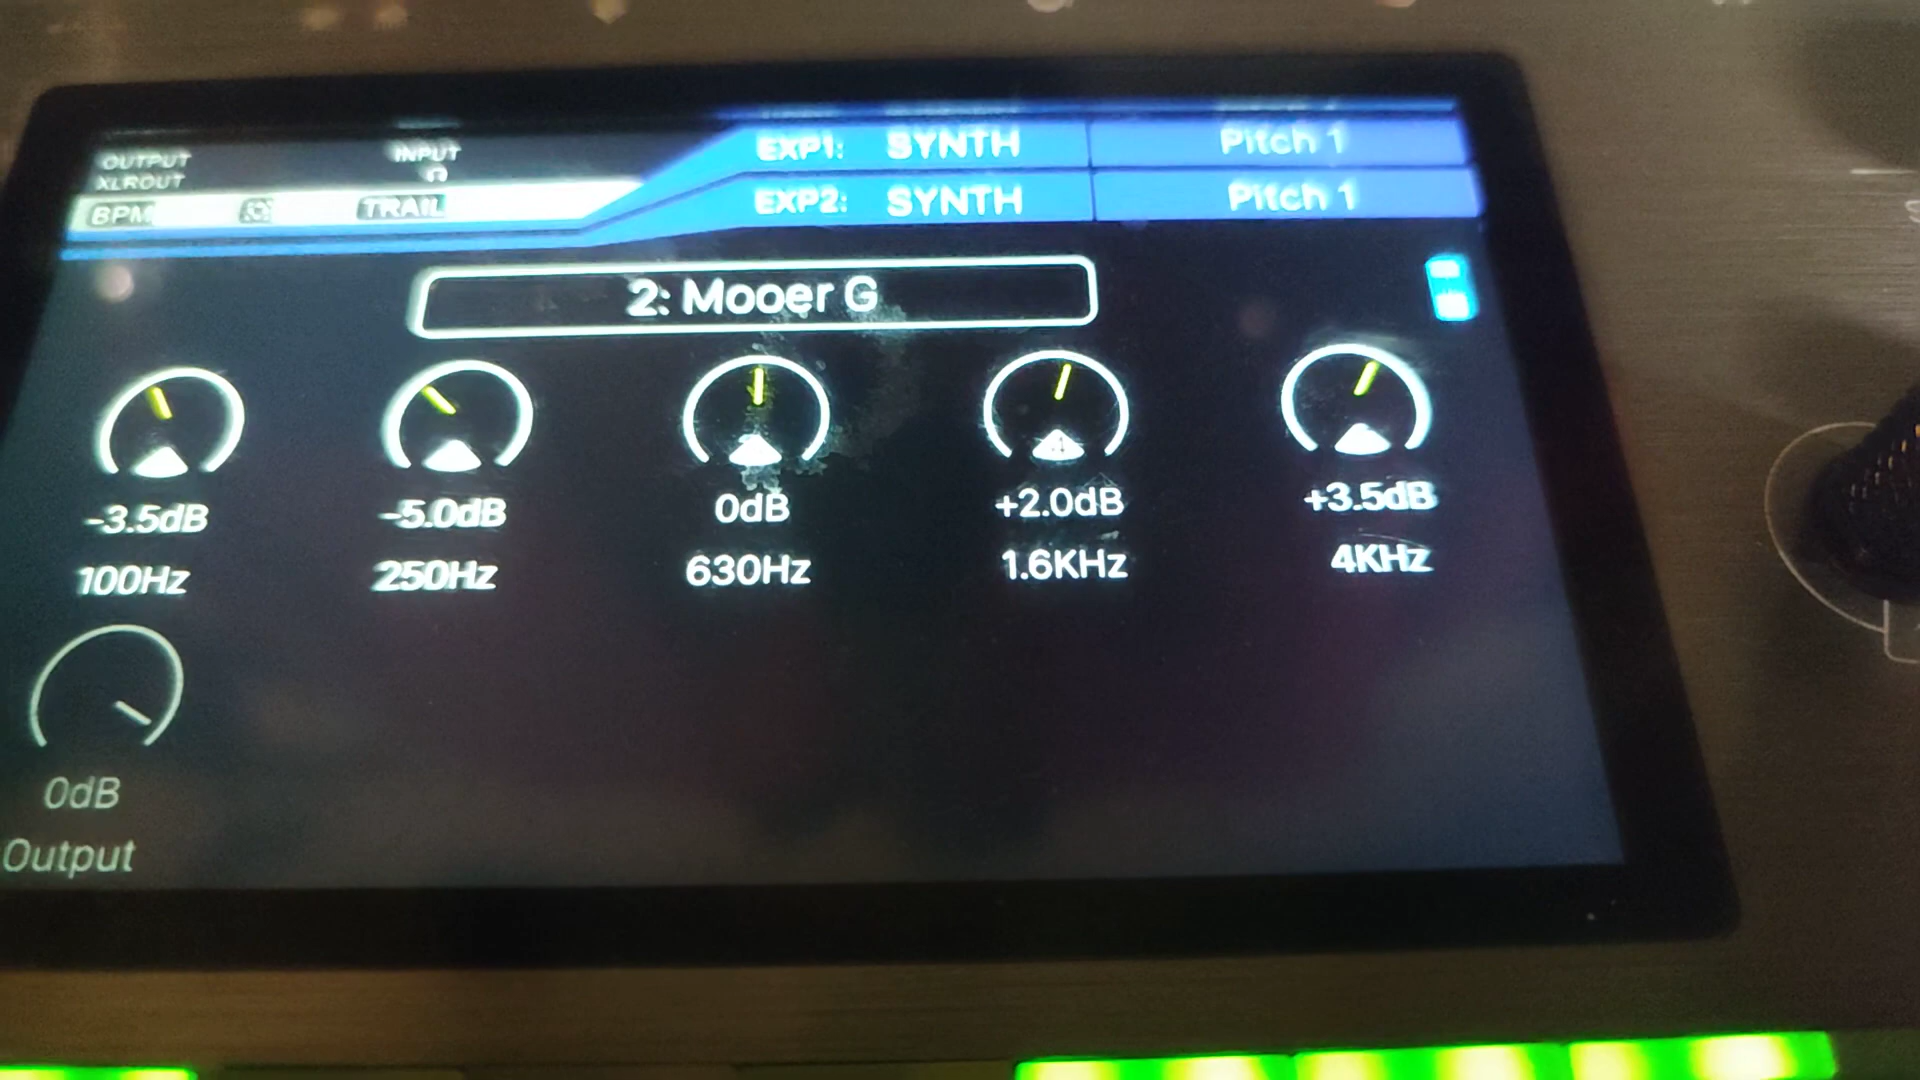 OUTPUT INPUT EXP1: SYNTH Pitch 1
XLROUT
BPM TRAIL EXP2: SYNTH Pitch 1
2: Mooer G
-3.5dB -5.0dB 0dB +2.0dB +3.5dB
100Hz 250Hz 630Hz 1.6KHz 4KHz
0dB
Output